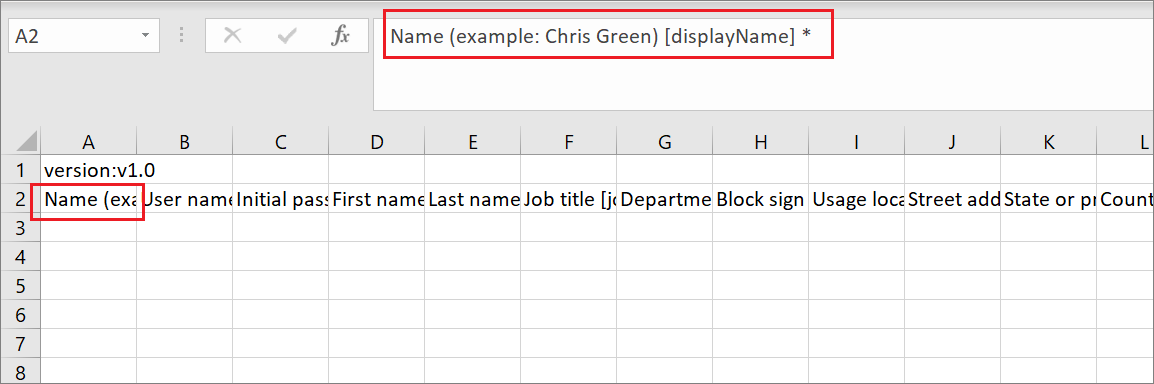 A2 fx Name (example: Chris Green) [displayName] *
A B C D E F G H I J K L
1 version:v1.0
2 Name (exa User name Initial pass First name Last name Job title [jo Departme Block sign Usage loca Street add State or pr Count
3
4
5
6
7
8